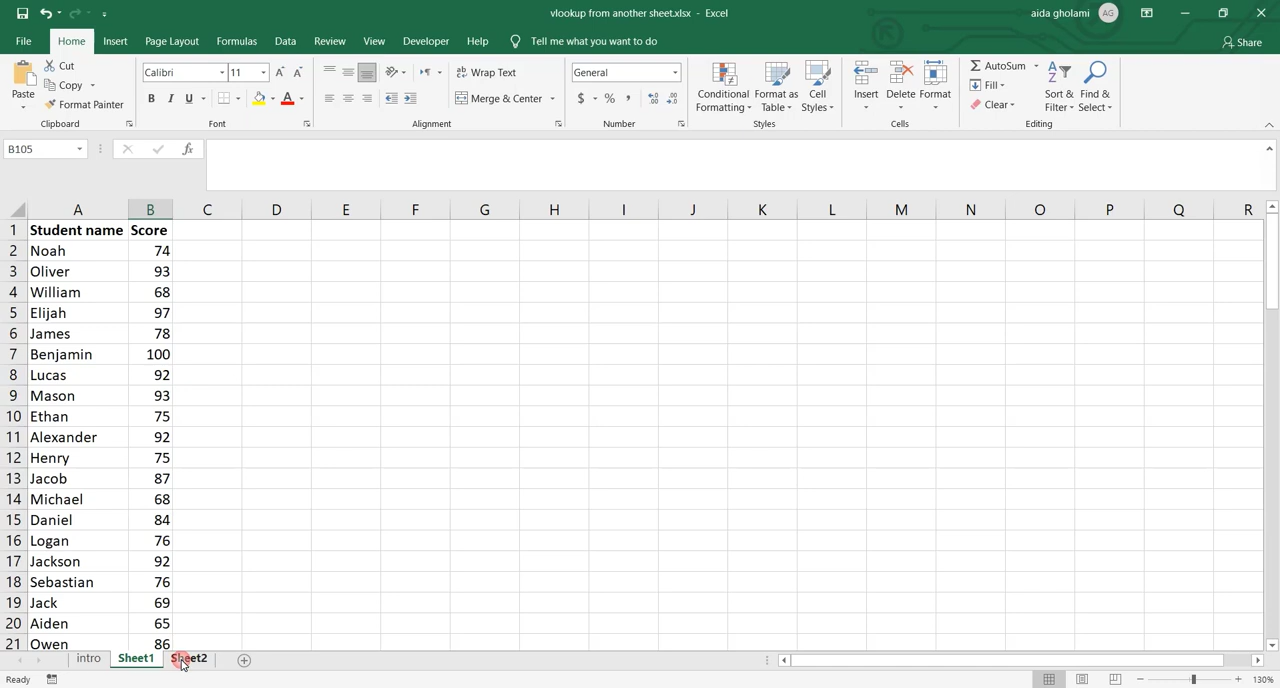 vlookup from another sheet.xlsx - Excel
aida gholami AG
File Home Insert Page Layout Formulas Data Review View Developer Help Tell me what you want to do Share
Paste Cut Copy Format Painter Clipboard
Calibri 11 B I U A Font
Wrap Text Merge & Center Alignment
General $ % , Number
Conditional Formatting Format as Table Cell Styles Styles
Insert Delete Format Cells
AutoSum Fill Clear Sort & Filter Find & Select Editing
B105 fx
A B C D E F G H I J K L M N O P Q R
1 Student name Score
2 Noah 74
3 Oliver 93
4 William 68
5 Elijah 97
6 James 78
7 Benjamin 100
8 Lucas 92
9 Mason 93
10 Ethan 75
11 Alexander 92
12 Henry 75
13 Jacob 87
14 Michael 68
15 Daniel 84
16 Logan 76
17 Jackson 92
18 Sebastian 76
19 Jack 69
20 Aiden 65
21 Owen 86
intro Sheet1 Sheet2
Ready 130%